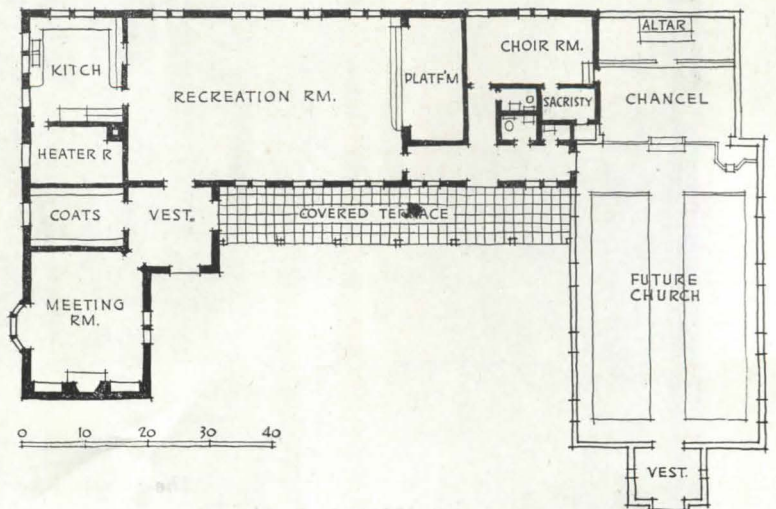 ALTAR
KITCH
CHOIR RM.
PLATF'M
RECREATION RM.
SACRISTY
CHANCEL
HEATER R
COATS
VEST.
COVERED TERRACE
MEETING
RM.
FUTURE
CHURCH
0 10 20 30 40
VEST.